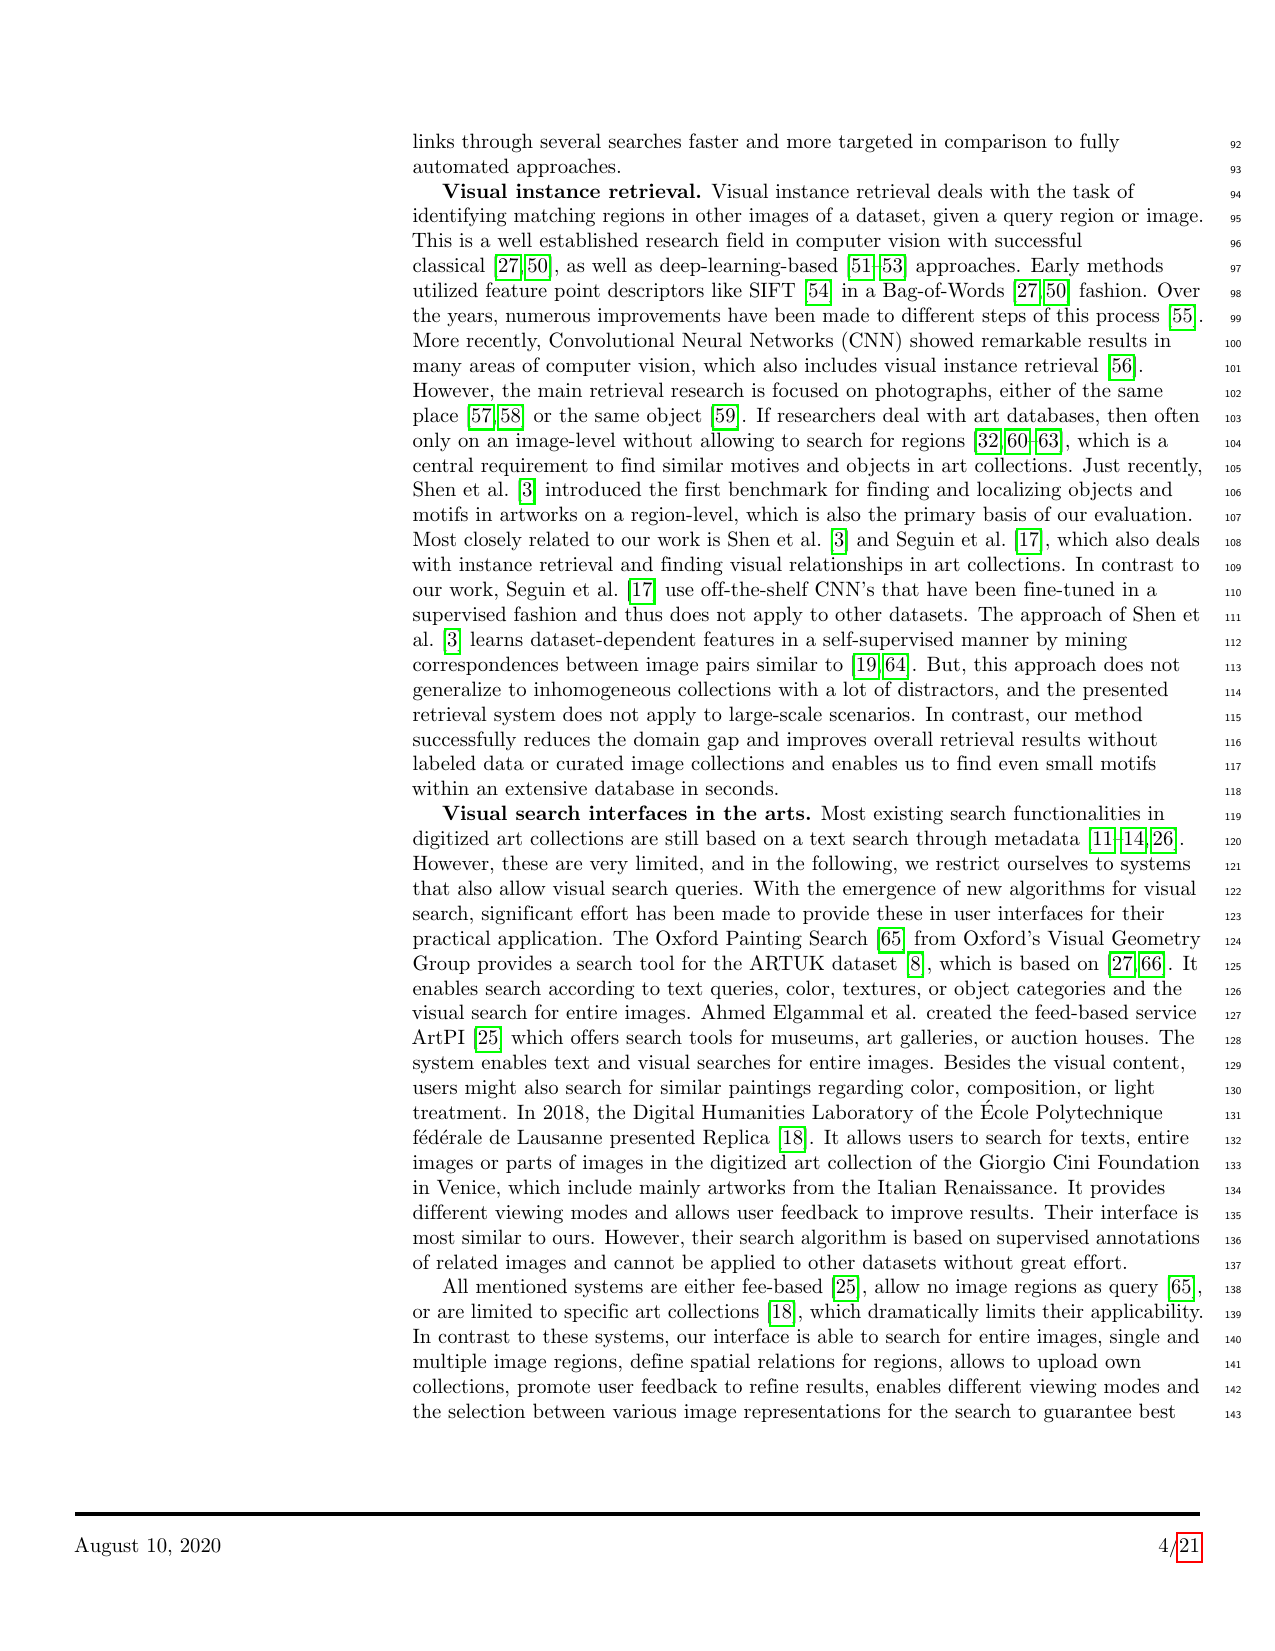 links through several searches faster and more targeted in comparison to fully 92
automated approaches. 93
Visual instance retrieval. Visual instance retrieval deals with the task of 94
identifying matching regions in other images of a dataset, given a query region or image. 95
This is a well established research field in computer vision with successful 96
classical [27,50], as well as deep-learning-based [51–53] approaches. Early methods 97
utilized feature point descriptors like SIFT [54] in a Bag-of-Words [27,50] fashion. Over 98
the years, numerous improvements have been made to different steps of this process [55]. 99
More recently, Convolutional Neural Networks (CNN) showed remarkable results in 100
many areas of computer vision, which also includes visual instance retrieval [56]. 101
However, the main retrieval research is focused on photographs, either of the same 102
place [57,58] or the same object [59]. If researchers deal with art databases, then often 103
only on an image-level without allowing to search for regions [32,60–63], which is a 104
central requirement to find similar motives and objects in art collections. Just recently, 105
Shen et al. [3] introduced the first benchmark for finding and localizing objects and 106
motifs in artworks on a region-level, which is also the primary basis of our evaluation. 107
Most closely related to our work is Shen et al. [3] and Seguin et al. [17], which also deals 108
with instance retrieval and finding visual relationships in art collections. In contrast to 109
our work, Seguin et al. [17] use off-the-shelf CNN's that have been fine-tuned in a 110
supervised fashion and thus does not apply to other datasets. The approach of Shen et 111
al. [3] learns dataset-dependent features in a self-supervised manner by mining 112
correspondences between image pairs similar to [19,64]. But, this approach does not 113
generalize to inhomogeneous collections with a lot of distractors, and the presented 114
retrieval system does not apply to large-scale scenarios. In contrast, our method 115
successfully reduces the domain gap and improves overall retrieval results without 116
labeled data or curated image collections and enables us to find even small motifs 117
within an extensive database in seconds. 118
Visual search interfaces in the arts. Most existing search functionalities in 119
digitized art collections are still based on a text search through metadata [11–14,26]. 120
However, these are very limited, and in the following, we restrict ourselves to systems 121
that also allow visual search queries. With the emergence of new algorithms for visual 122
search, significant effort has been made to provide these in user interfaces for their 123
practical application. The Oxford Painting Search [65] from Oxford's Visual Geometry 124
Group provides a search tool for the ARTUK dataset [8], which is based on [27,66]. It 125
enables search according to text queries, color, textures, or object categories and the 126
visual search for entire images. Ahmed Elgammal et al. created the feed-based service 127
ArtPI [25] which offers search tools for museums, art galleries, or auction houses. The 128
system enables text and visual searches for entire images. Besides the visual content, 129
users might also search for similar paintings regarding color, composition, or light 130
treatment. In 2018, the Digital Humanities Laboratory of the École Polytechnique 131
fédérale de Lausanne presented Replica [18]. It allows users to search for texts, entire 132
images or parts of images in the digitized art collection of the Giorgio Cini Foundation 133
in Venice, which include mainly artworks from the Italian Renaissance. It provides 134
different viewing modes and allows user feedback to improve results. Their interface is 135
most similar to ours. However, their search algorithm is based on supervised annotations 136
of related images and cannot be applied to other datasets without great effort. 137
All mentioned systems are either fee-based [25], allow no image regions as query [65], 138
or are limited to specific art collections [18], which dramatically limits their applicability. 139
In contrast to these systems, our interface is able to search for entire images, single and 140
multiple image regions, define spatial relations for regions, allows to upload own 141
collections, promote user feedback to refine results, enables different viewing modes and 142
the selection between various image representations for the search to guarantee best 143
August 10, 2020 4/21